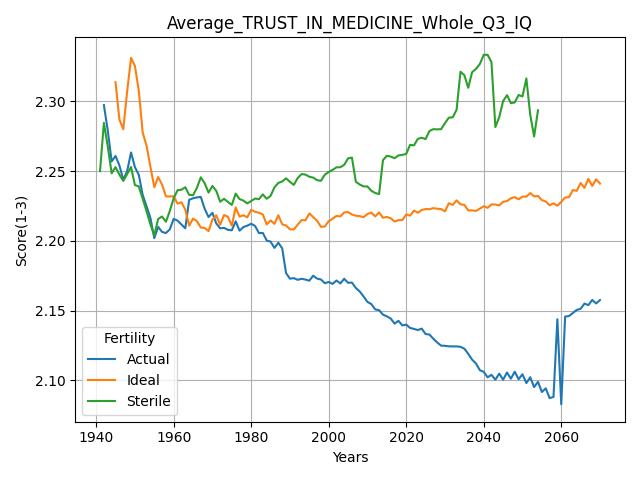 Average_TRUST_IN_MEDICINE_Whole_Q3_IQ
Score(1-3)
2.30
2.25
2.20
2.15
2.10
Fertility
Actual
Ideal
Sterile
1940 1960 1980 2000 2020 2040 2060
Years